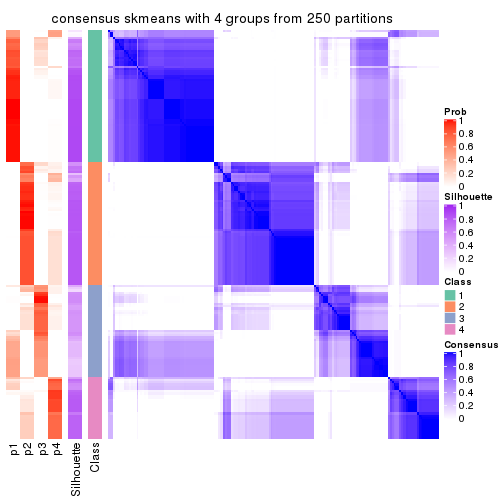 consensus skmeans with 4 groups from 250 partitions
Prob
1
0.8
0.6
0.4
0.2
0
Silhouette
1
0.8
0.6
0.4
0.2
0
Class
1
2
3
4
Consensus
1
0.8
0.6
0.4
0.2
0
p1
p2
p3
p4
Silhouette
Class